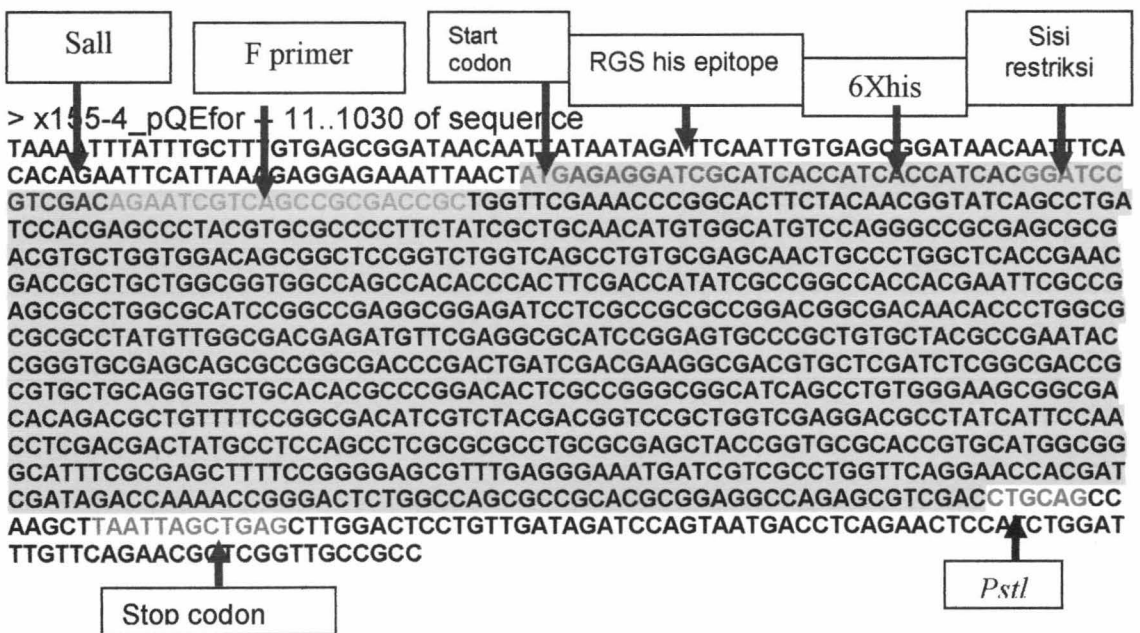 SalI
F primer
Start
codon
RGS his epitope
6Xhis
Sisi
restriksi
> x155-4_pQEfor – 11..1030 of sequence
TAAAATTTATTTGCTTTGTGAGCGGATAACAATTATAATAGATTCAATTGTGAGCGGATAACAATTTCA
CACAGAATTCATTAAAGAGGAGAAATTAACTATGAGAGGATCGCATCACCATCACCATCACGGATCC
GTCGACAGAATCGTCAGCCGCGACCGCTGGTTCGAAACCCGGCACTTCTACAACGGTATCAGCCTGA
TCCACGAGCCCTACGTGCGCCCCTTCTATCGCTGCAACATGTGGCATGTCCAGGGCCGCGAGCGCG
ACGTGCTGGTGGACAGCGGCTCCGGTCTGGTCAGCCTGTGCGAGCAACTGCCCTGGCTCACCGAAC
GACCGCTGCTGGCGGTGGCCAGCCACACCCACTTCGACCATATCGCCGGCCACCACGAATTCGCCG
AGCGCCTGGCGCATCCGGCCGAGGCGGAGATCCTCGCCGCGCCGGACGGCGACAACACCCTGGCG
CGCGCCTATGTTGGCGACGAGATGTTCGAGGCGCATCCGGAGTGCCCGCTGTGCTACGCCGAATAC
CGGGTGCGAGCAGCGCCGGCGACCCGACTGATCGACGAAGGCGACGTGCTCGATCTCGGCGACCG
CGTGCTGCAGGTGCTGCACACGCCCGGACACTCGCCGGGCGGCATCAGCCTGTGGGAAGCGGCGA
CACAGACGCTGTTTTCCGGCGACATCGTCTACGACGGTCCGCTGGTCGAGGACGCCTATCATTCCAA
CCTCGACGACTATGCCTCCAGCCTCGCGCGCCTGCGCGAGCTACCGGTGCGCACCGTGCATGGCGG
GCATTTCGCGAGCTTTTCCGGGGAGCGTTTGAGGGAAATGATCGTCGCCTGGTTCAGGAACCACGAT
CGATAGACCAAAACCGGGACTCTGGCCAGCGCCGCACGCGGAGGCCAGAGCGTCGACCTGCAGCC
AAGCTTAATTAGCTGAGCTTGGACTCCTGTTGATAGATCCAGTAATGACCTCAGAACTCCATCTGGAT
TTGTTCAGAACGCTCGGTTGCCGCC
PstI
Stop codon